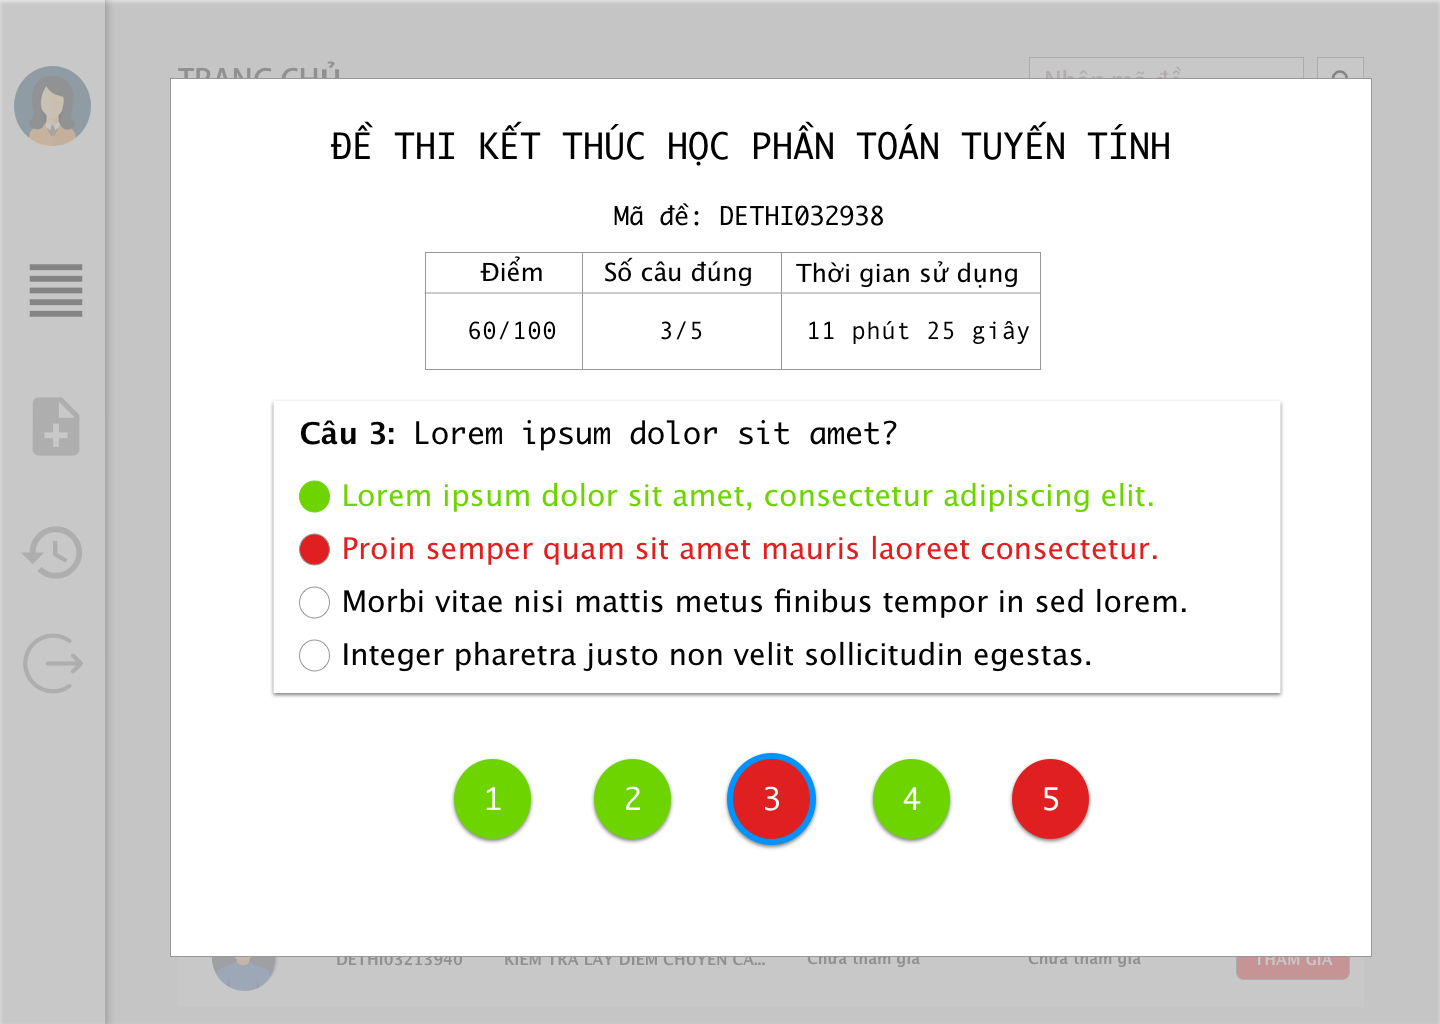 TRANG CHỦ
Nhập mã đề
ĐỀ THI KẾT THÚC HỌC PHẦN TOÁN TUYẾN TÍNH
Mã đề: DETHI032938
Điểm Số câu đúng Thời gian sử dụng
60/100 3/5 11 phút 25 giây
Câu 3: Lorem ipsum dolor sit amet?
Lorem ipsum dolor sit amet, consectetur adipiscing elit.
Proin semper quam sit amet mauris laoreet consectetur.
Morbi vitae nisi mattis metus finibus tempor in sed lorem.
Integer pharetra justo non velit sollicitudin egestas.
1 2 3 4 5
DETHI03213940 KIỂM TRA LẤY ĐIỂM CHUYÊN CẦ... Chưa tham gia Chưa tham gia THAM GIA